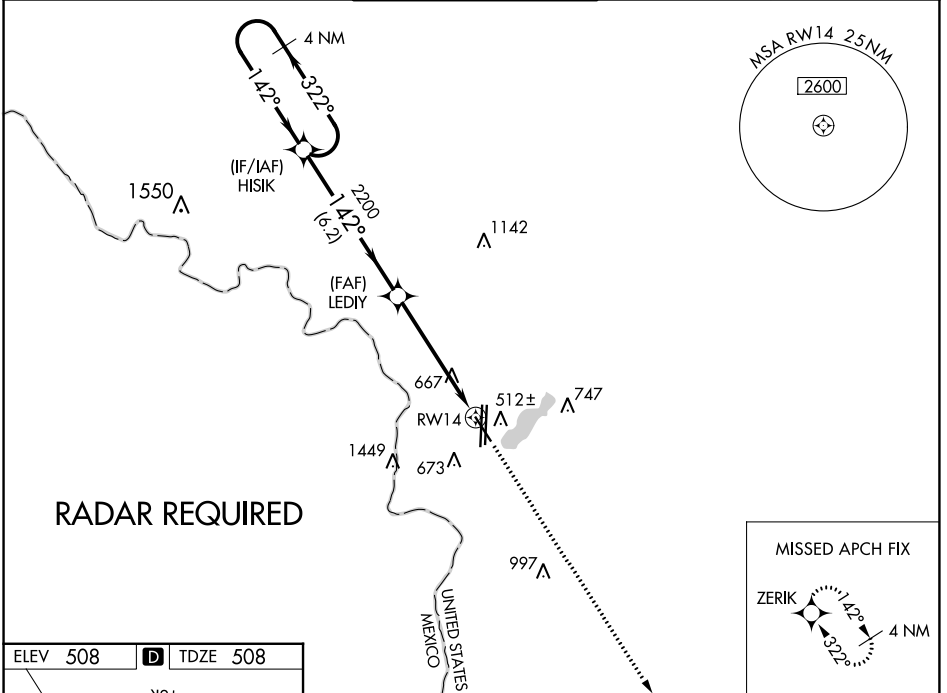 MSA RW14 25NM
2600
4 NM
142°
322°
(IF/IAF)
HISIK
1550
2200
142°
(6.2)
1142
(FAF)
LEDIY
667
RW14
512±
747
1449
673
RADAR REQUIRED
997
UNITED STATES
MEXICO
MISSED APCH FIX
ZERIK
142°
322°
4 NM
ELEV 508
D
TDZE 508